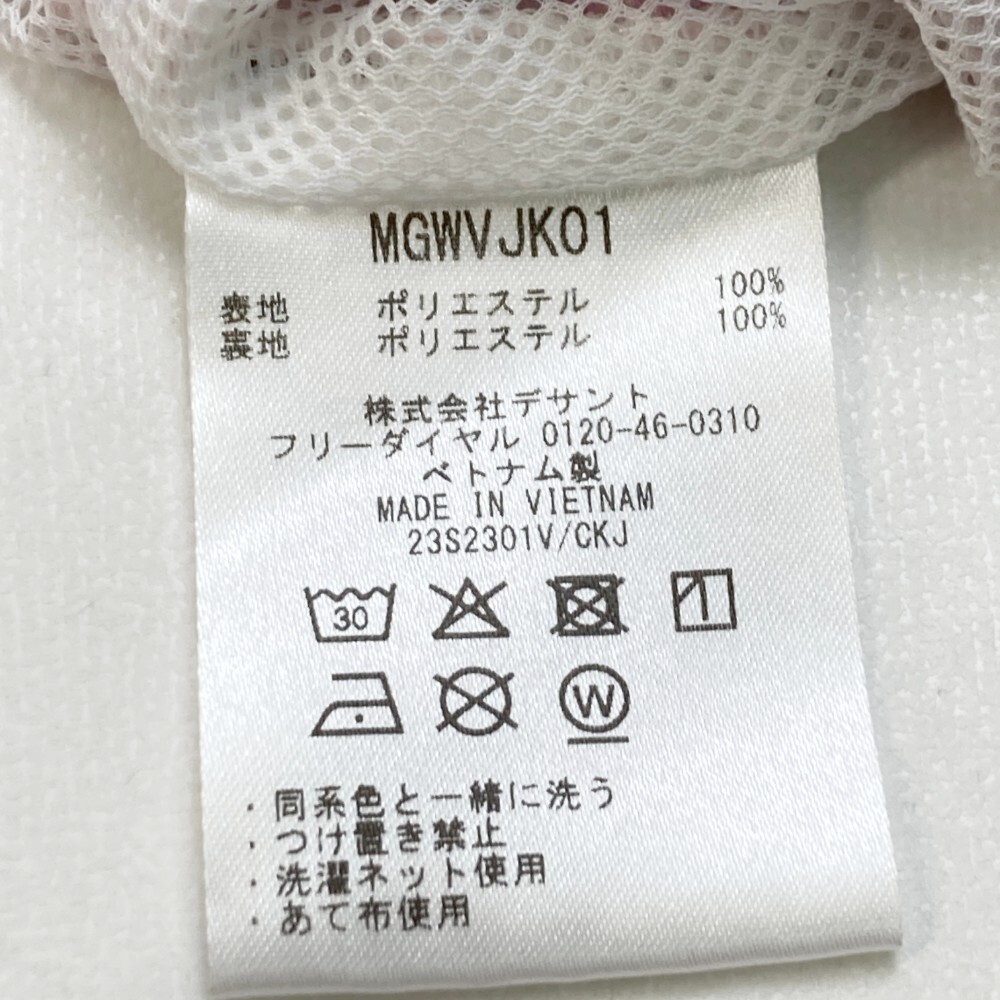 MGWVJK01
表地 ポリエステル 100%
裏地 ポリエステル 100%
株式会社デサント
フリーダイヤル 0120-46-0310
ベトナム製
MADE IN VIETNAM
23S2301V/CKJ
30
W
・同系色と一緒に洗う
・つけ置き禁止
・洗濯ネット使用
・あて布使用